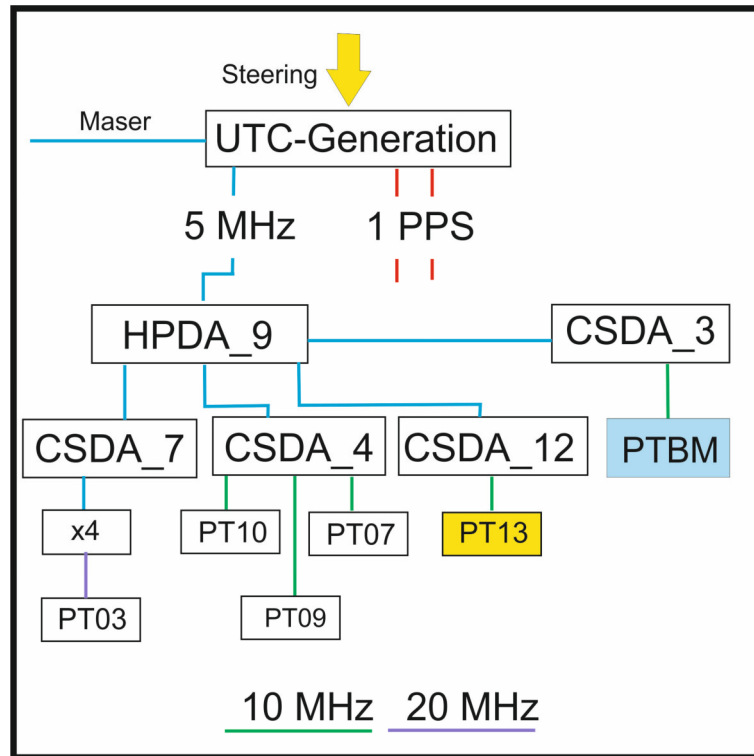 Steering
Maser
UTC-Generation
5 MHz
1 PPS
HPDA_9
CSDA_3
CSDA_7
CSDA_4
CSDA_12
PTBM
x4
PT10
PT07
PT13
PT03
PT09
10 MHz
20 MHz